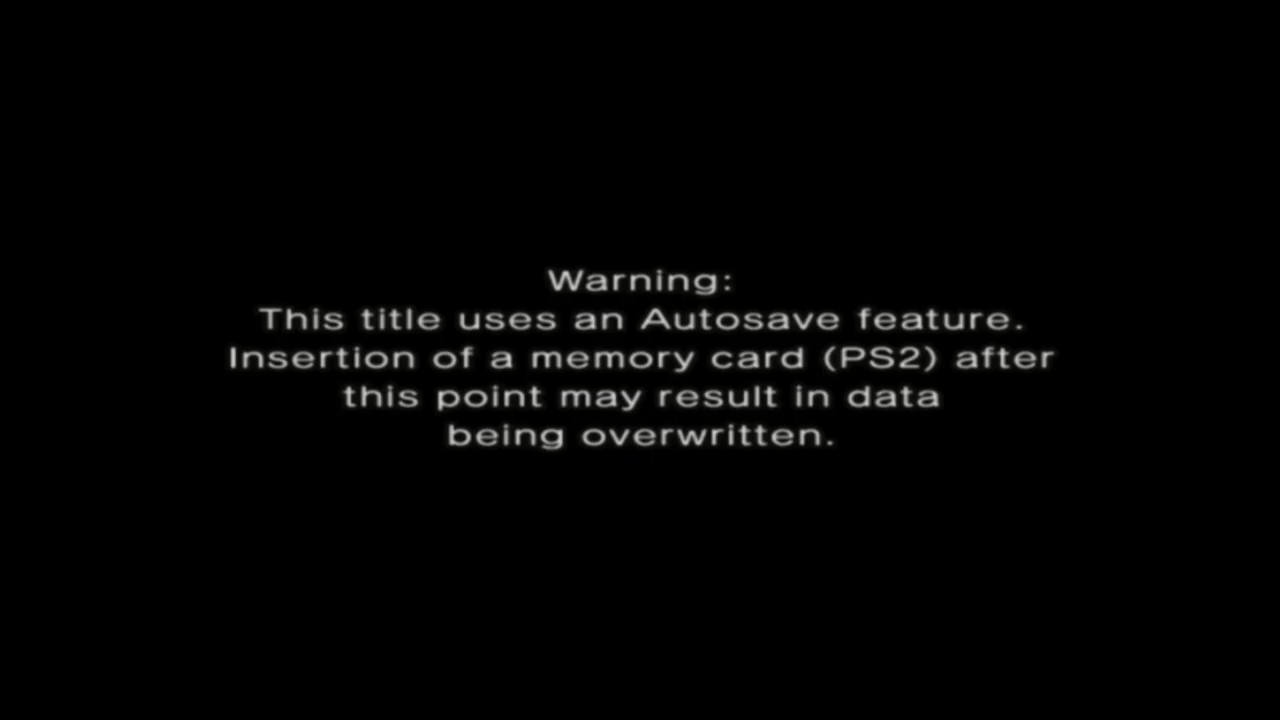 Warning:
This title uses an Autosave feature.
Insertion of a memory card (PS2) after
this point may result in data
being overwritten.